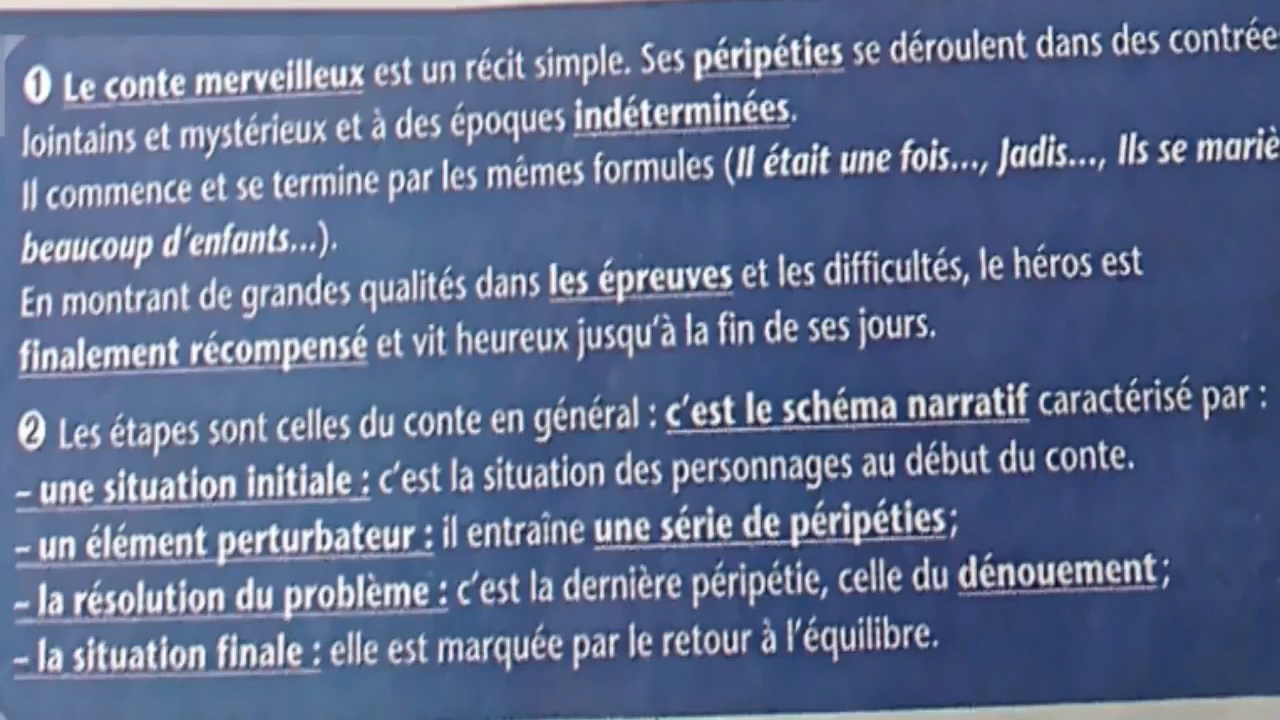 ❶ Le conte merveilleux est un récit simple. Ses péripéties se déroulent dans des contrée
lointains et mystérieux et à des époques indéterminées.
Il commence et se termine par les mêmes formules (Il était une fois..., Jadis..., Ils se mariè
beaucoup d'enfants...).
En montrant de grandes qualités dans les épreuves et les difficultés, le héros est
finalement récompensé et vit heureux jusqu'à la fin de ses jours.
❷ Les étapes sont celles du conte en général : c'est le schéma narratif caractérisé par :
– une situation initiale : c'est la situation des personnages au début du conte.
– un élément perturbateur : il entraîne une série de péripéties;
– la résolution du problème : c'est la dernière péripétie, celle du dénouement;
– la situation finale : elle est marquée par le retour à l'équilibre.